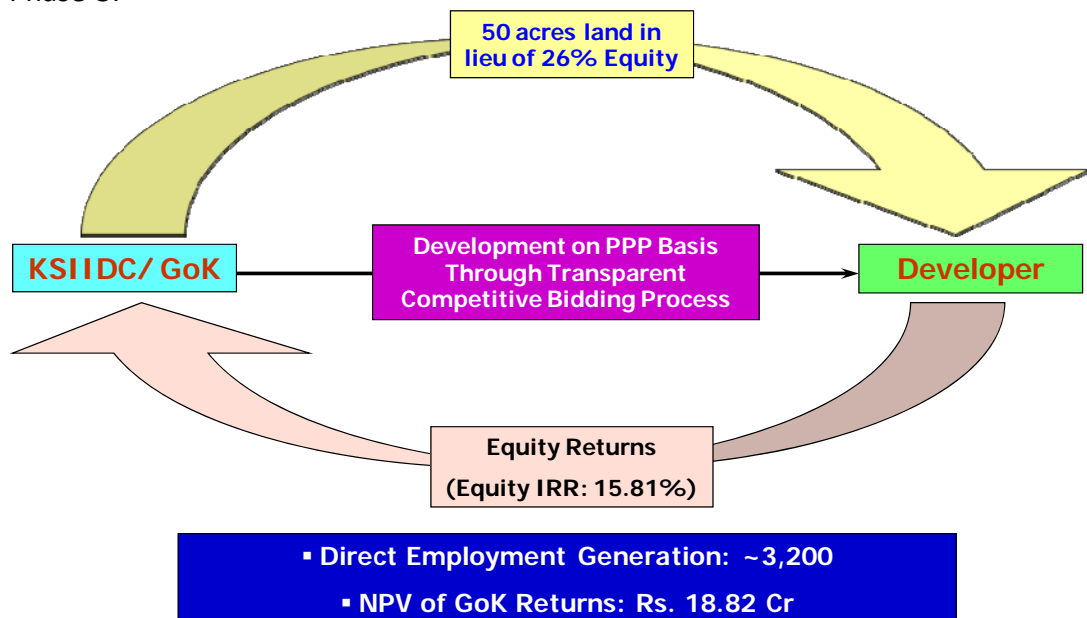 50 acres land in
lieu of 26% Equity
KSIIDC/ GoK
Development on PPP Basis
Through Transparent
Competitive Bidding Process
Developer
Equity Returns
(Equity IRR: 15.81%)
▪ Direct Employment Generation: ~3,200
▪ NPV of GoK Returns: Rs. 18.82 Cr